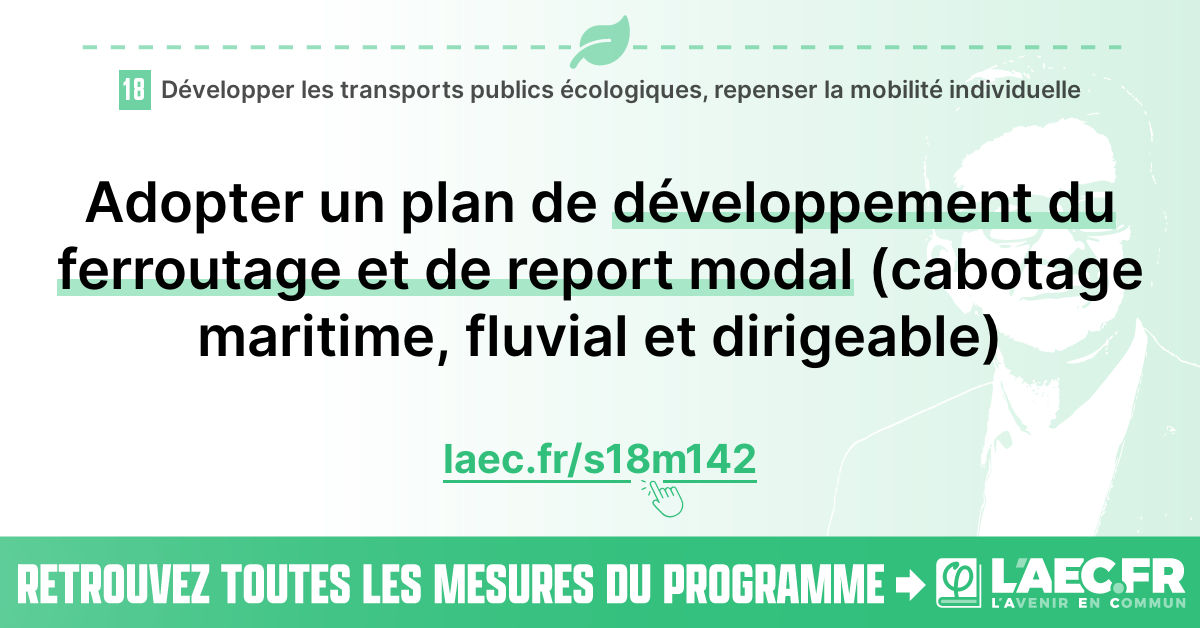 18 Développer les transports publics écologiques, repenser la mobilité individuelle
Adopter un plan de développement du
ferroutage et de report modal (cabotage
maritime, fluvial et dirigeable)
laec.fr/s18m142
RETROUVEZ TOUTES LES MESURES DU PROGRAMME
φ L'AEC.FR
L'AVENIR EN COMMUN